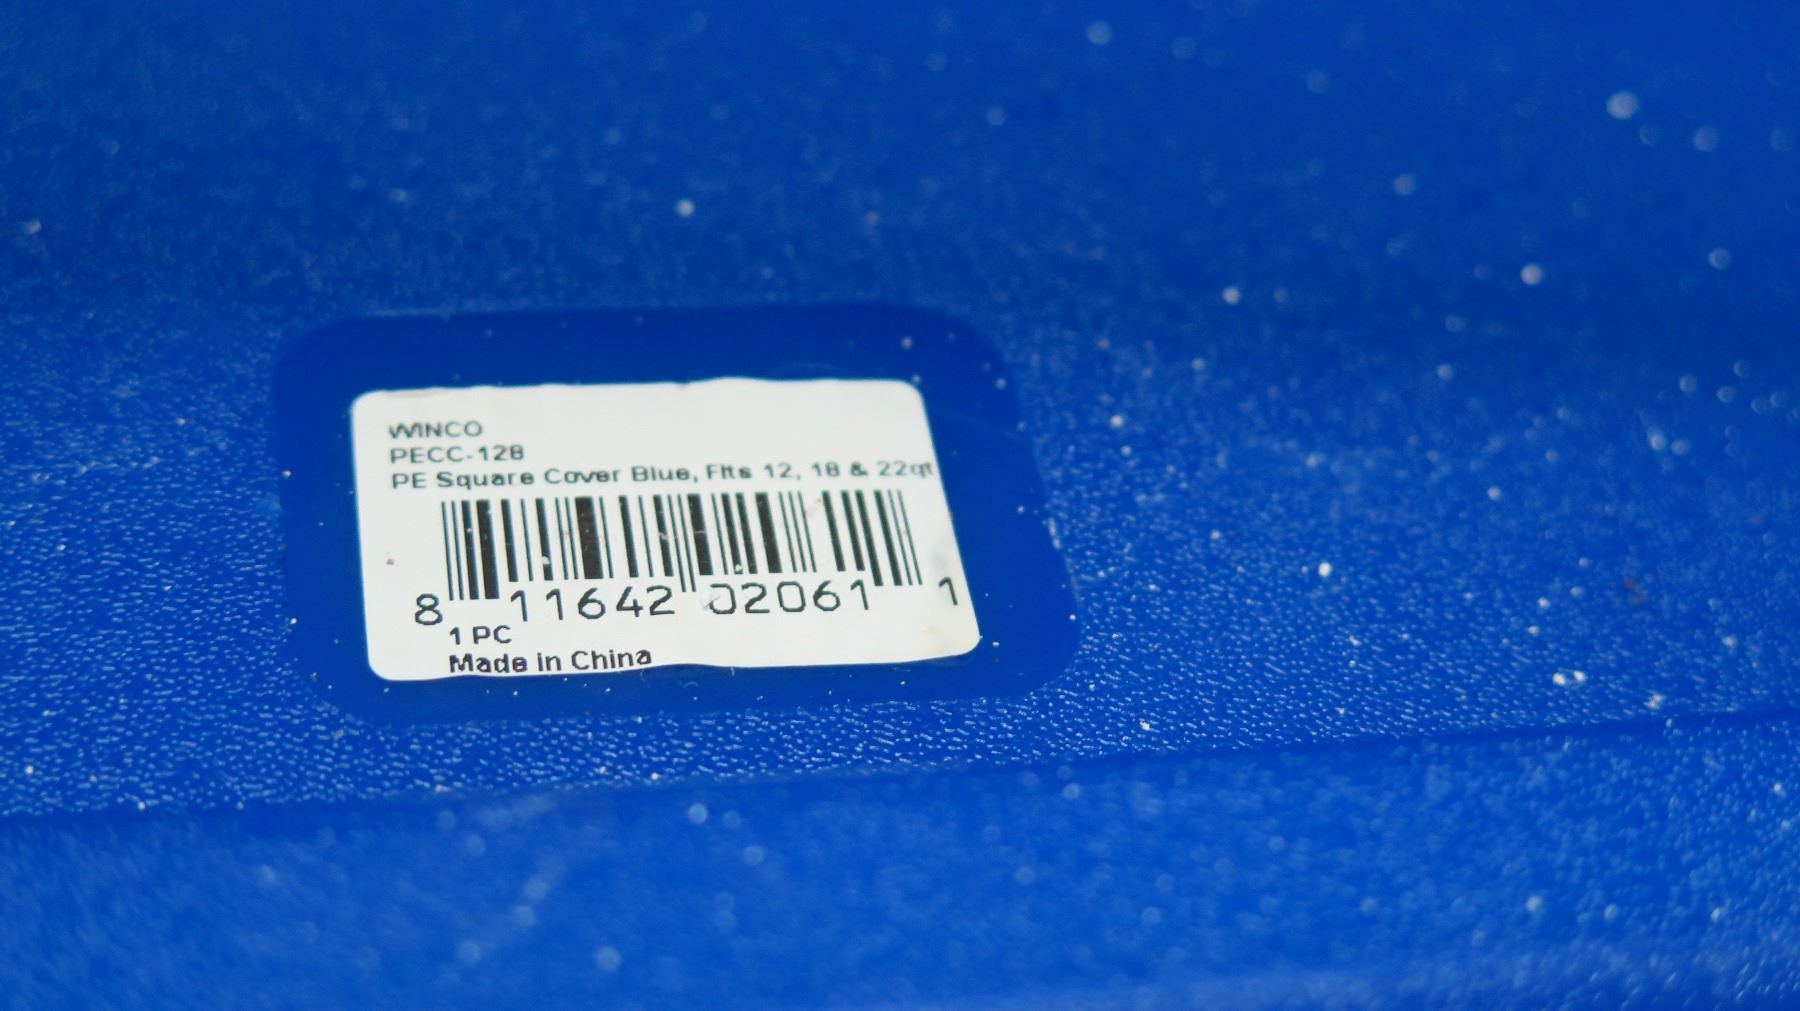 WINCO
PECC-128
PE Square Cover Blue, Fits 12, 18 & 22qt
8 11642 02061 1
1 PC
Made in China